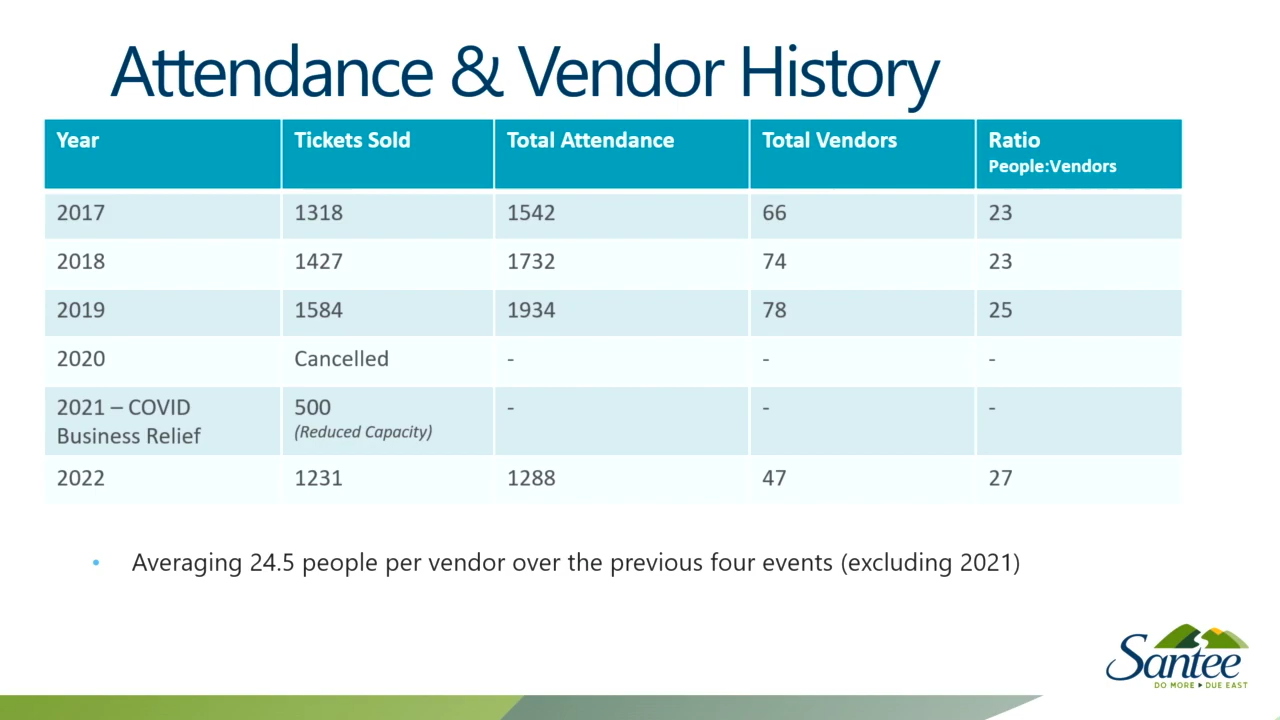 Attendance & Vendor History
Year Tickets Sold Total Attendance Total Vendors Ratio
People:Vendors
2017 1318 1542 66 23
2018 1427 1732 74 23
2019 1584 1934 78 25
2020 Cancelled - - -
2021 – COVID 500 - - -
Business Relief (Reduced Capacity)
2022 1231 1288 47 27
• Averaging 24.5 people per vendor over the previous four events (excluding 2021)
Santee
DO MORE ▸ DUE EAST